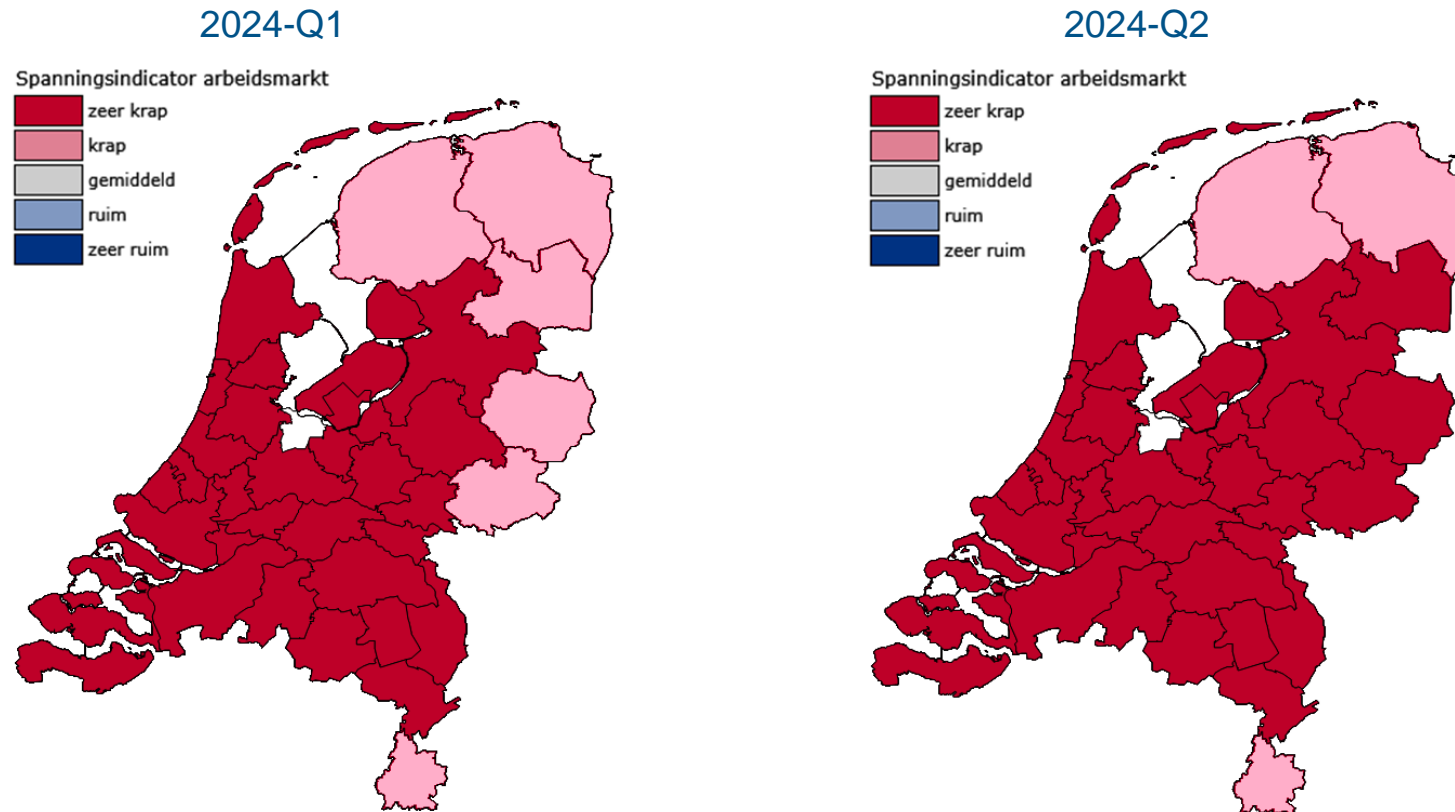 2024-Q1
Spanningsindicator arbeidsmarkt
zeer krap
krap
gemiddeld
ruim
zeer ruim
2024-Q2
Spanningsindicator arbeidsmarkt
zeer krap
krap
gemiddeld
ruim
zeer ruim